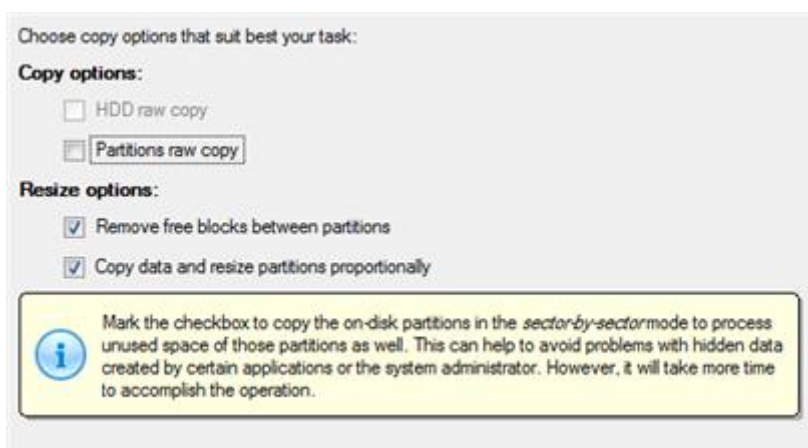 Choose copy options that suit best your task:
Copy options:
HDD raw copy
Partitions raw copy
Resize options:
Remove free blocks between partitions
Copy data and resize partitions proportionally
Mark the checkbox to copy the on-disk partitions in the sector-by-sector mode to process
unused space of those partitions as well. This can help to avoid problems with hidden data
created by certain applications or the system administrator. However, it will take more time
to accomplish the operation.